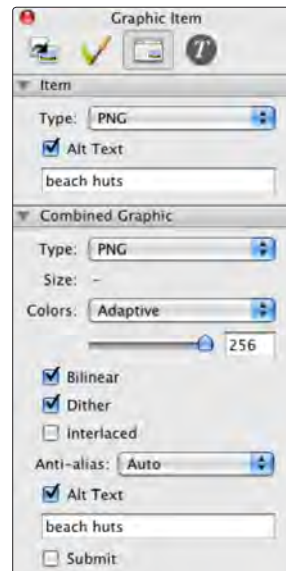 Graphic Item
T
Item
Type: PNG
Alt Text
beach huts
Combined Graphic
Type: PNG
Size: –
Colors: Adaptive
256
Bilinear
Dither
Interlaced
Anti-alias: Auto
Alt Text
beach huts
Submit